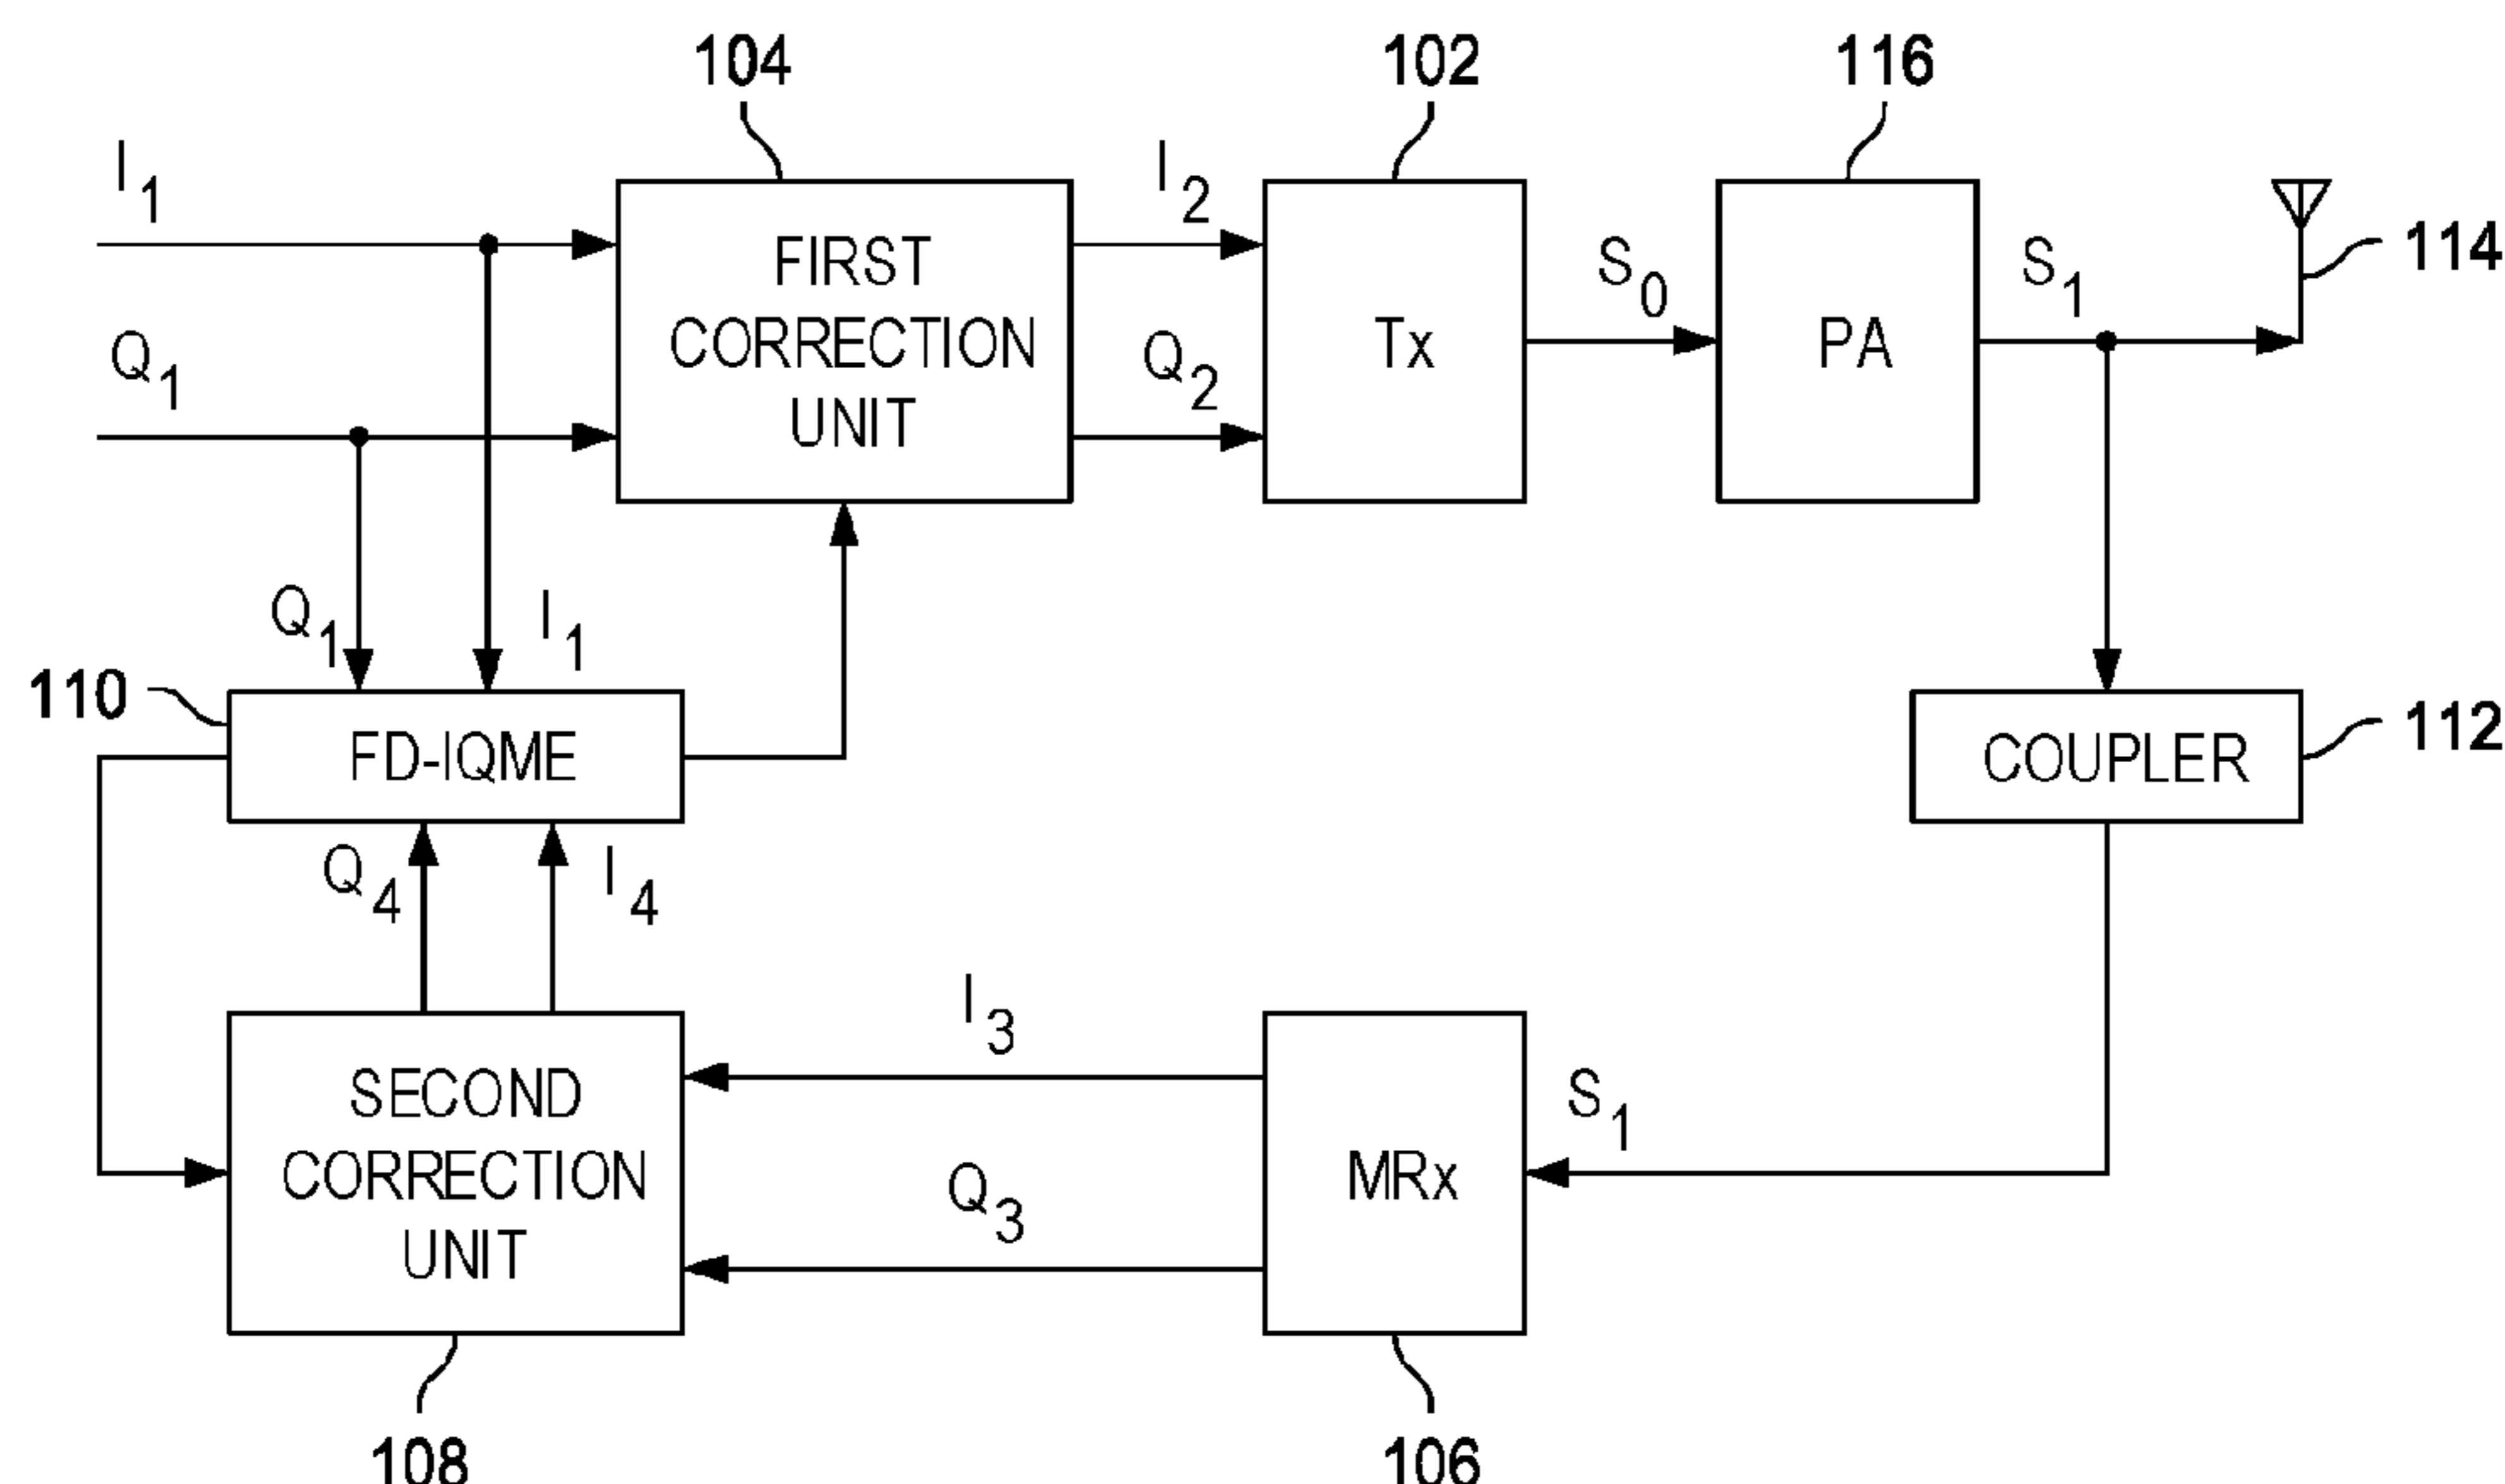 104
102
116
I1
I2
FIRST
CORRECTION
UNIT
S0
S1
114
Q1
Q2
Tx
PA
Q1
I1
110
FD-IQME
COUPLER
112
Q4
I4
I3
SECOND
CORRECTION
UNIT
S1
Q3
MRx
108
106